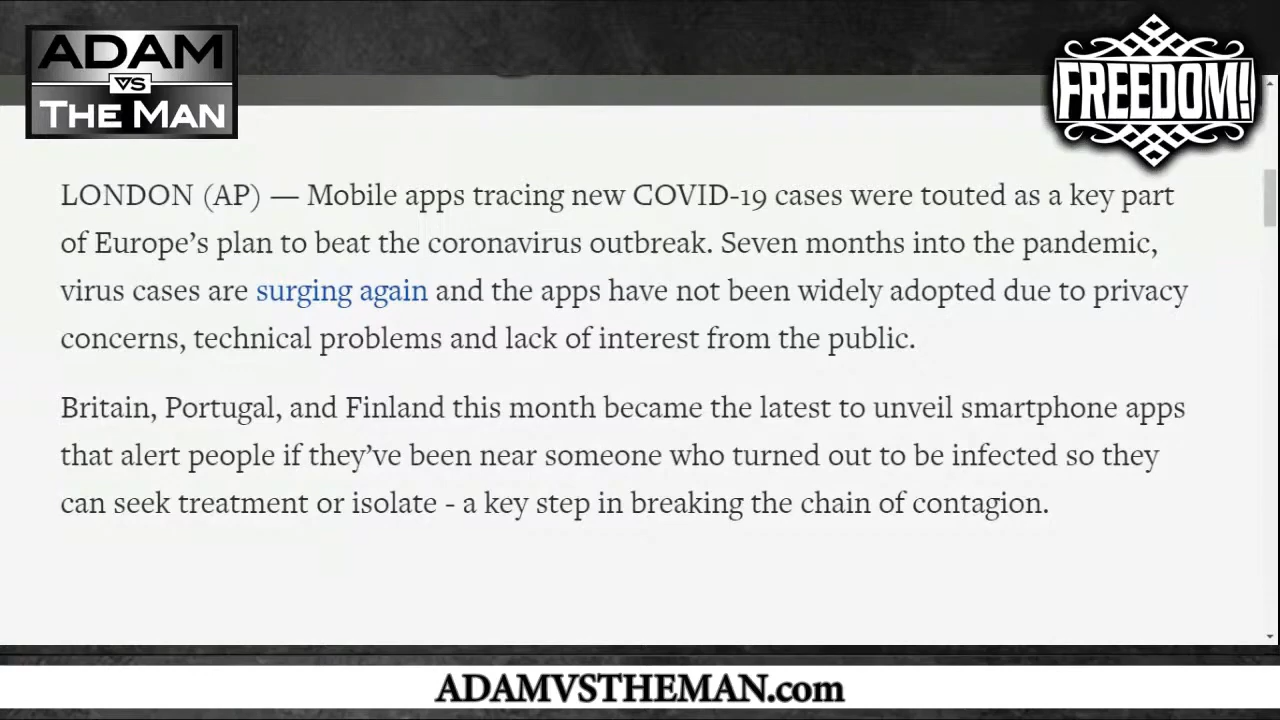 ADAM
VS
THE MAN
FREEDOM!
LONDON (AP) — Mobile apps tracing new COVID-19 cases were touted as a key part
of Europe’s plan to beat the coronavirus outbreak. Seven months into the pandemic,
virus cases are surging again and the apps have not been widely adopted due to privacy
concerns, technical problems and lack of interest from the public.
Britain, Portugal, and Finland this month became the latest to unveil smartphone apps
that alert people if they’ve been near someone who turned out to be infected so they
can seek treatment or isolate - a key step in breaking the chain of contagion.
ADAMVSTHEMAN.com